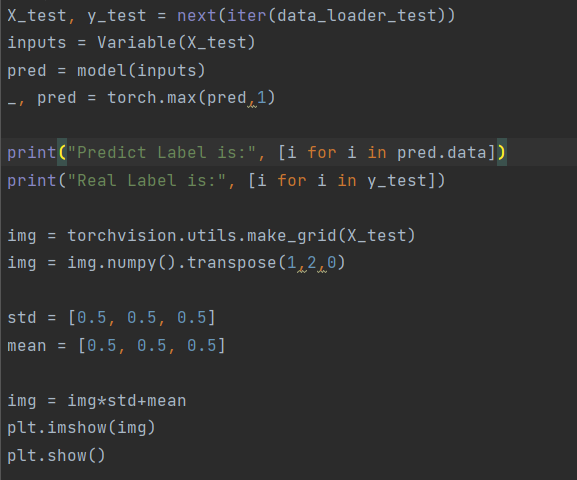 X_test, y_test = next(iter(data_loader_test))
inputs = Variable(X_test)
pred = model(inputs)
_, pred = torch.max(pred,1)
print("Predict Label is:", [i for i in pred.data])
print("Real Label is:", [i for i in y_test])
img = torchvision.utils.make_grid(X_test)
img = img.numpy().transpose(1,2,0)
std = [0.5, 0.5, 0.5]
mean = [0.5, 0.5, 0.5]
img = img*std+mean
plt.imshow(img)
plt.show()